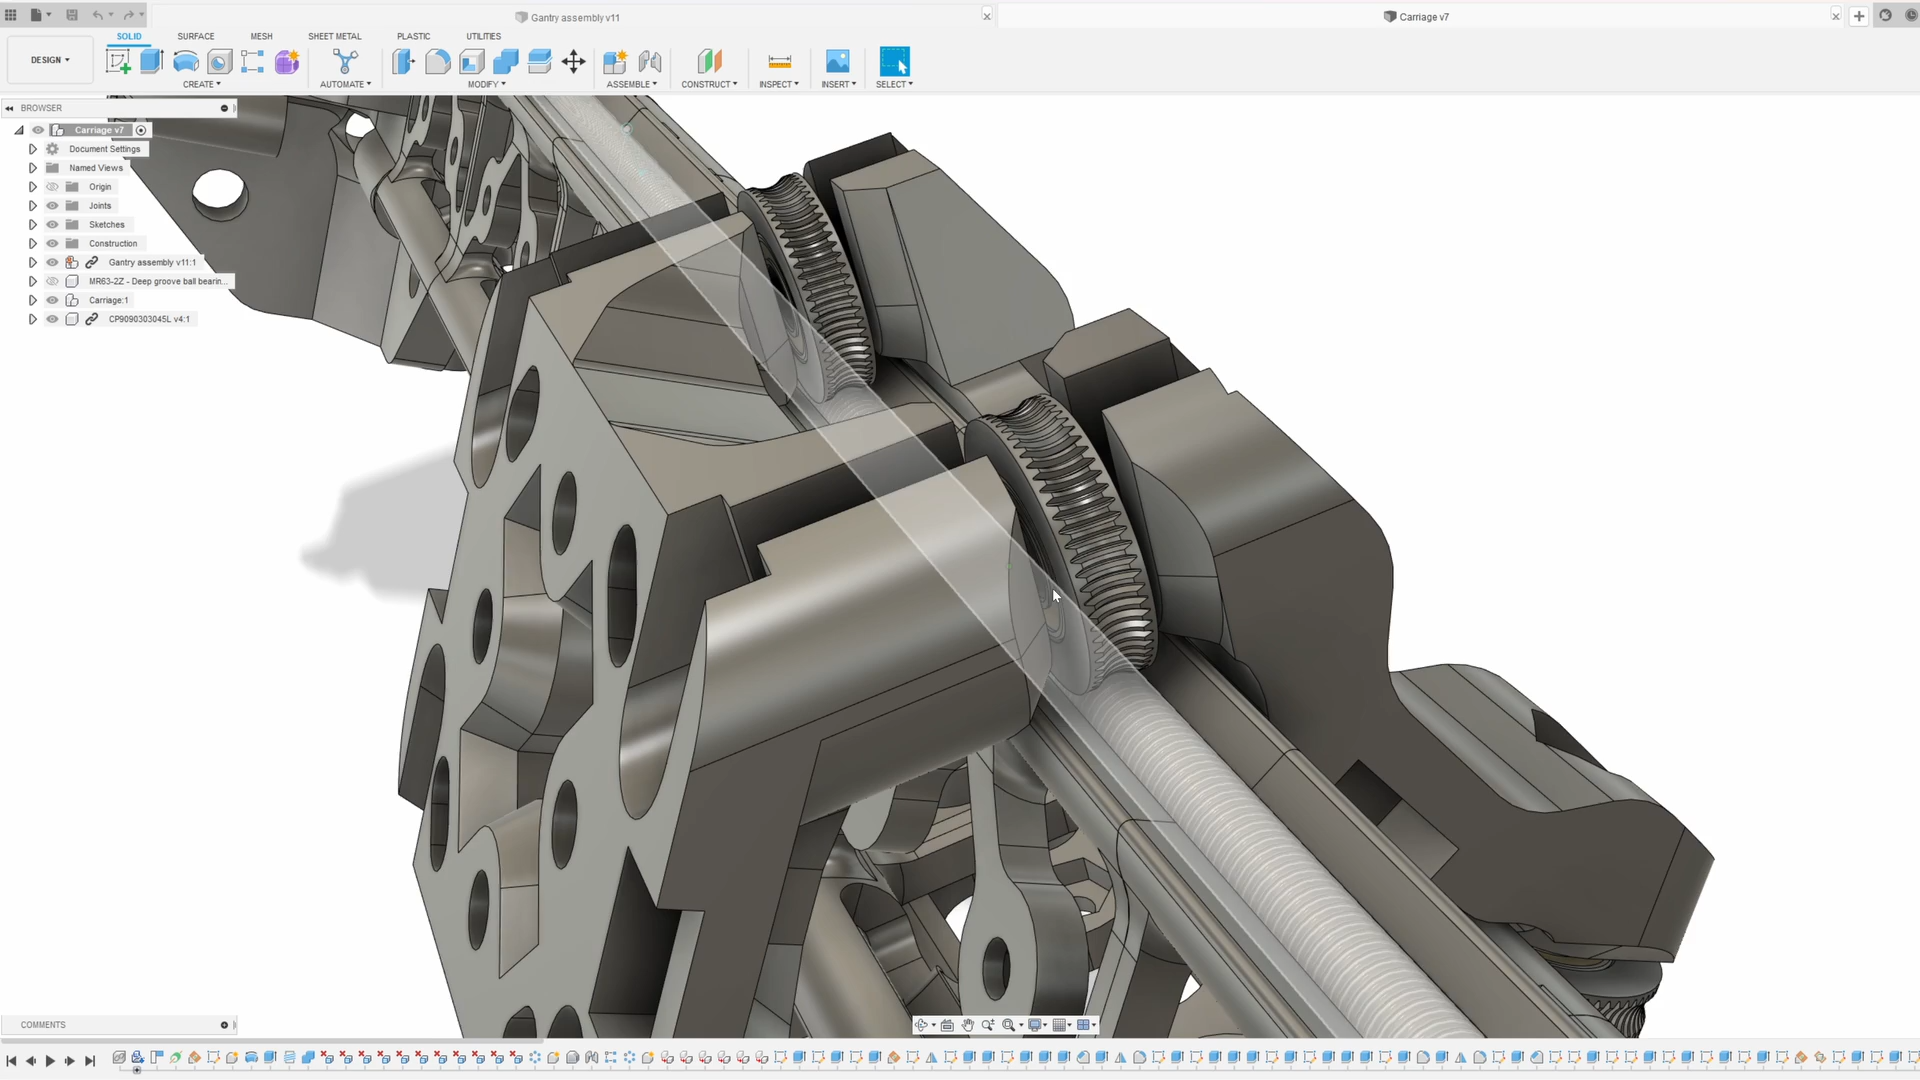 Gantry assembly v11
Carriage v7
SOLID
SURFACE
MESH
SHEET METAL
PLASTIC
UTILITIES
DESIGN
CREATE
AUTOMATE
MODIFY
ASSEMBLE
CONSTRUCT
INSPECT
INSERT
SELECT
BROWSER
Carriage v7
Document Settings
Named Views
Origin
Joints
Sketches
Construction
Gantry assembly v11:1
MR63-2Z - Deep groove ball bearin...
Carriage:1
CP9090303045L v4:1
COMMENTS